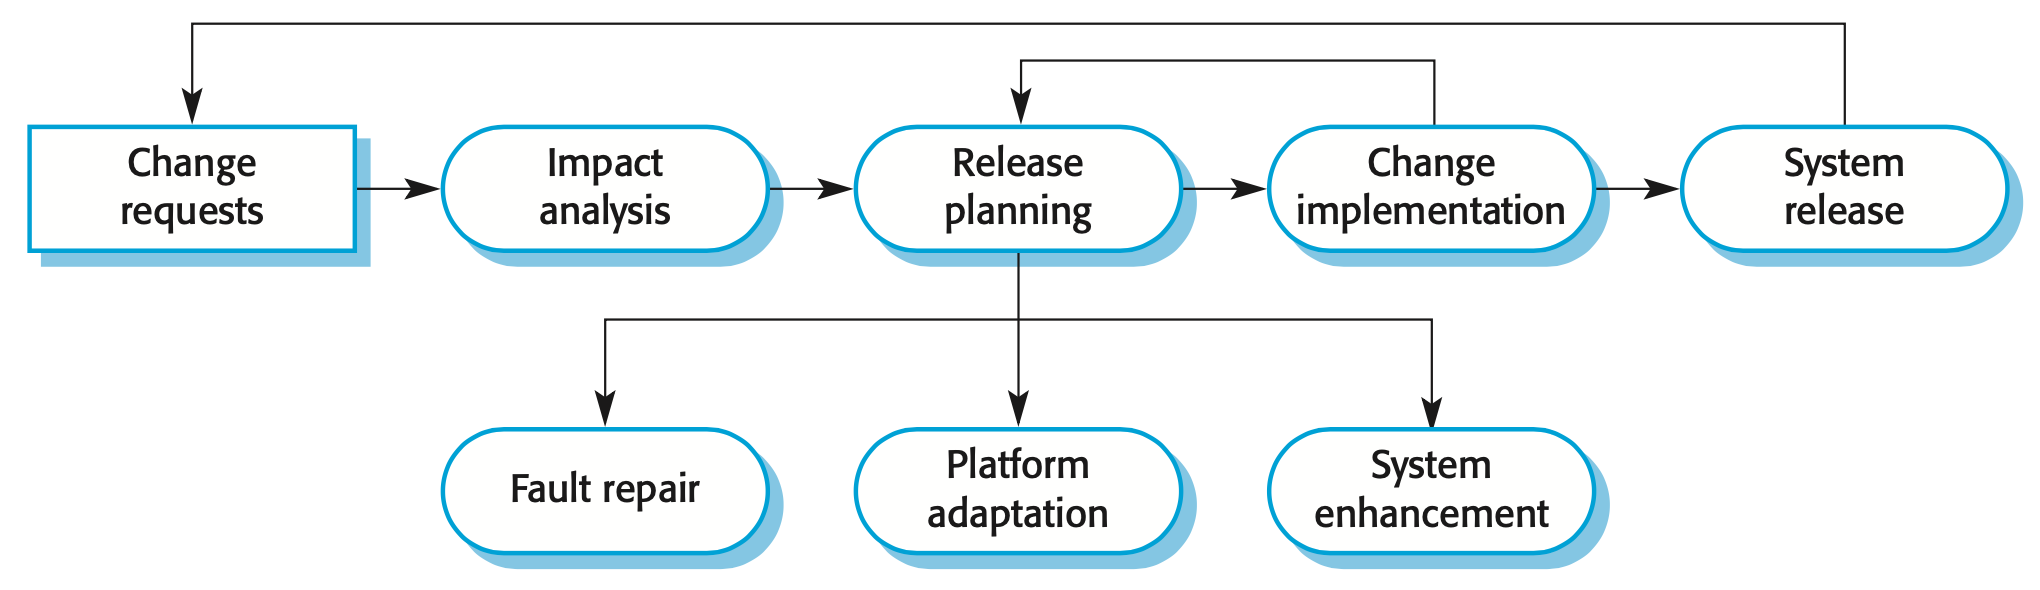 Change
requests
Impact
analysis
Release
planning
Change
implementation
System
release
Fault repair
Platform
adaptation
System
enhancement